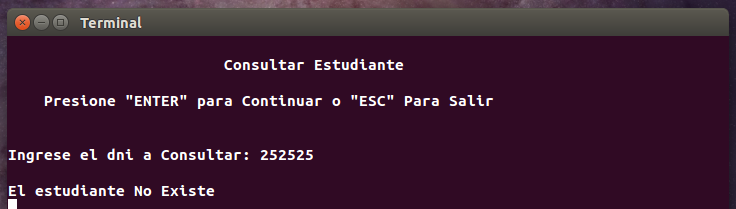 Terminal
Consultar Estudiante
Presione "ENTER" para Continuar o "ESC" Para Salir
Ingrese el dni a Consultar: 252525
El estudiante No Existe